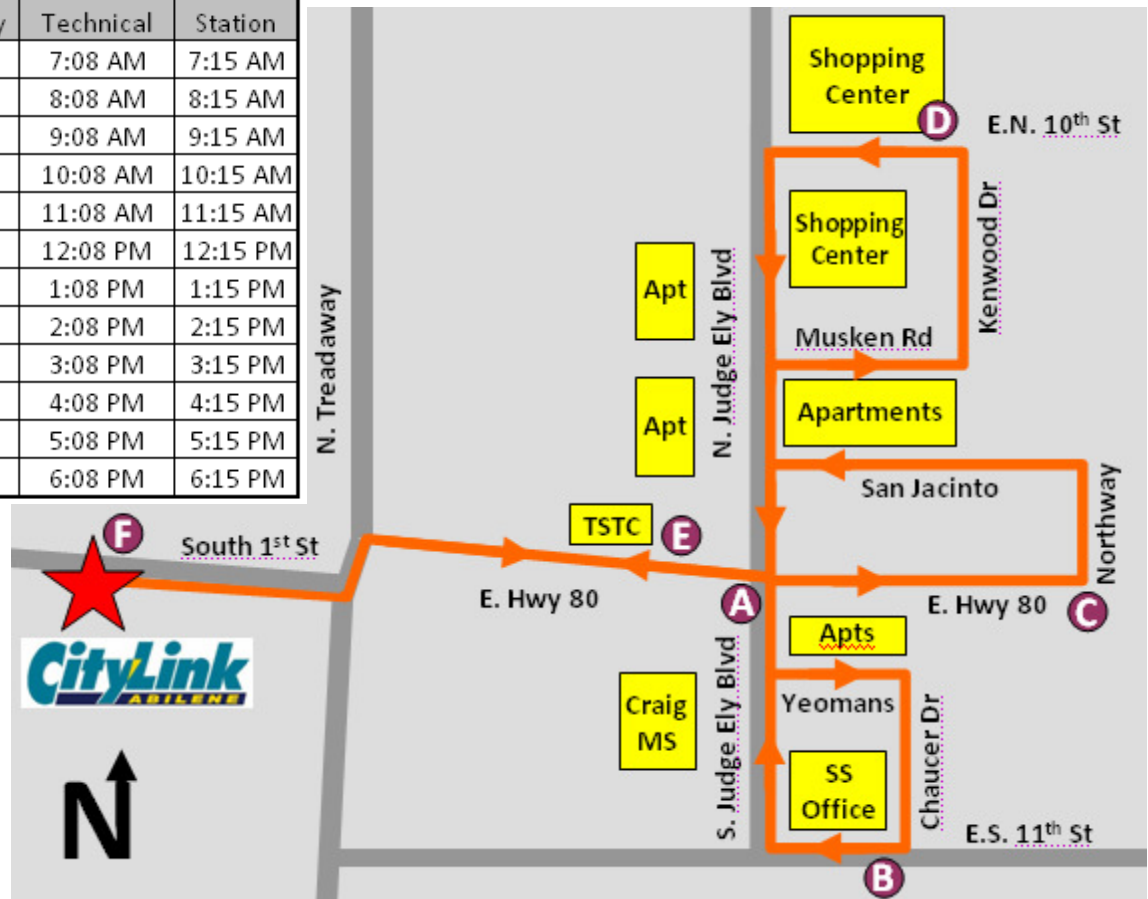 y Technical Station
7:08 AM 7:15 AM
8:08 AM 8:15 AM
9:08 AM 9:15 AM
10:08 AM 10:15 AM
11:08 AM 11:15 AM
12:08 PM 12:15 PM
1:08 PM 1:15 PM
2:08 PM 2:15 PM
3:08 PM 3:15 PM
4:08 PM 4:15 PM
5:08 PM 5:15 PM
6:08 PM 6:15 PM
Shopping
Center
D
E.N. 10th St
Shopping
Center
Kenwood Dr
Apt
N. Judge Ely Blvd
Musken Rd
N. Treadaway
Apt
Apartments
San Jacinto
Northway
F
South 1st St
TSTC
E
E. Hwy 80
A
E. Hwy 80
C
Apts
CityLink
ABILENE
Craig
MS
S. Judge Ely Blvd
Yeomans
Chaucer Dr
SS
Office
N
E.S. 11th St
B